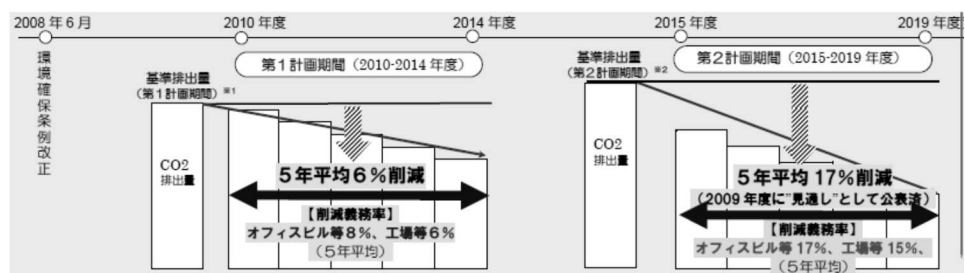 2008年6月
2010年度
2014年度
2015年度
2019年度
環境確保条例改正
第1計画期間（2010-2014年度）
基準排出量
（第1計画期間）※1
CO2
排出量
5年平均6％削減
【削減義務率】
オフィスビル等8％、工場等6％
（5年平均）
第2計画期間（2015-2019年度）
基準排出量
（第2計画期間）※2
CO2
排出量
5年平均17％削減
（2009年度に”見通し”として公表済）
【削減義務率】
オフィスビル等17％、工場等15％、
（5年平均）